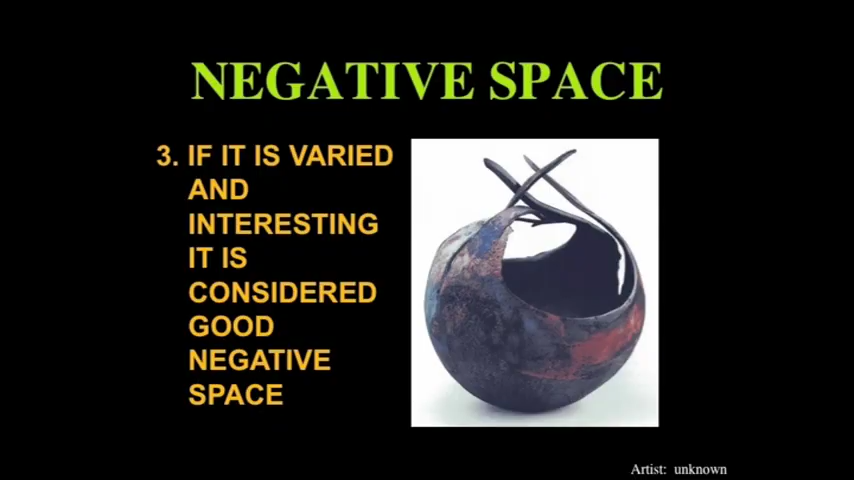 NEGATIVE SPACE
3. IF IT IS VARIED
AND
INTERESTING
IT IS
CONSIDERED
GOOD
NEGATIVE
SPACE
Artist: unknown